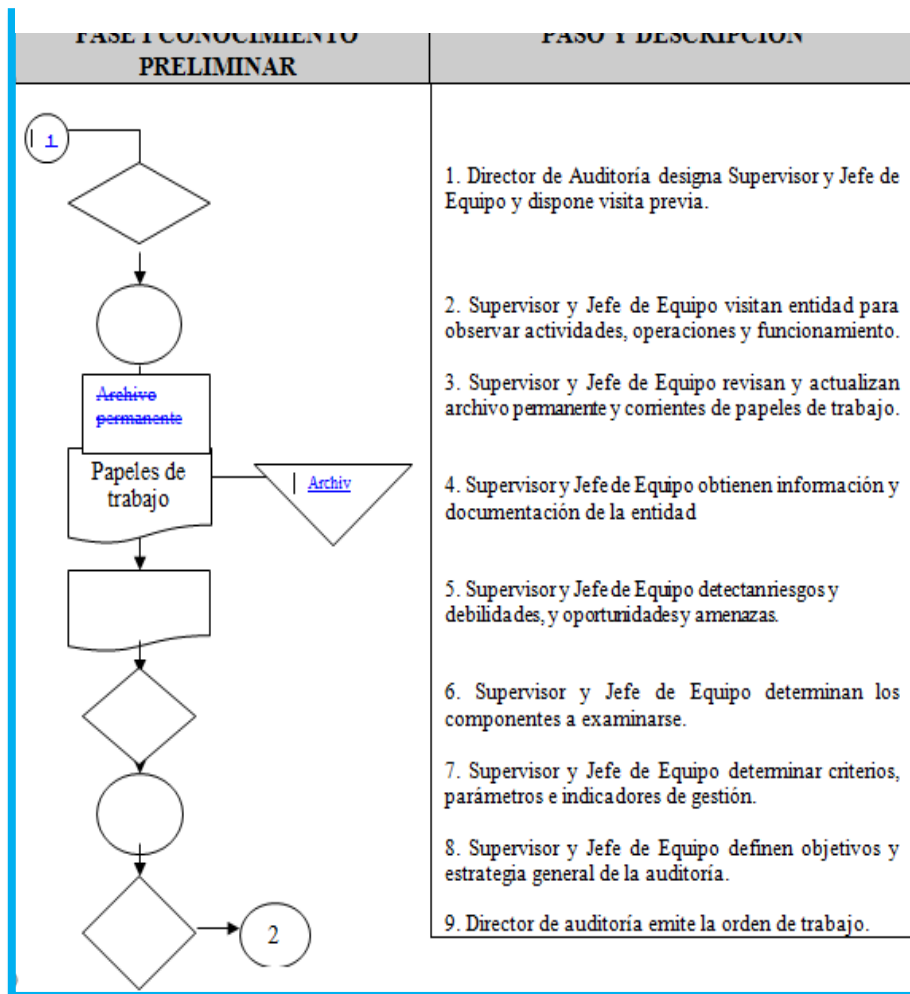 FASE I CONOCIMIENTO
PRELIMINAR
PASO Y DESCRIPCIÓN
1
1. Director de Auditoría designa Supervisor y Jefe de
Equipo y dispone visita previa.
2. Supervisor y Jefe de Equipo visitan entidad para
observar actividades, operaciones y funcionamiento.
Archivo
permanente
3. Supervisor y Jefe de Equipo revisan y actualizan
archivo permanente y corrientes de papeles de trabajo.
Papeles de
trabajo
Archiv
4. Supervisor y Jefe de Equipo obtienen información y
documentación de la entidad
5. Supervisor y Jefe de Equipo detectan riesgos y
debilidades, y oportunidades y amenazas.
6. Supervisor y Jefe de Equipo determinan los
componentes a examinarse.
7. Supervisor y Jefe de Equipo determinar criterios,
parámetros e indicadores de gestión.
8. Supervisor y Jefe de Equipo definen objetivos y
estrategia general de la auditoría.
9. Director de auditoría emite la orden de trabajo.
2